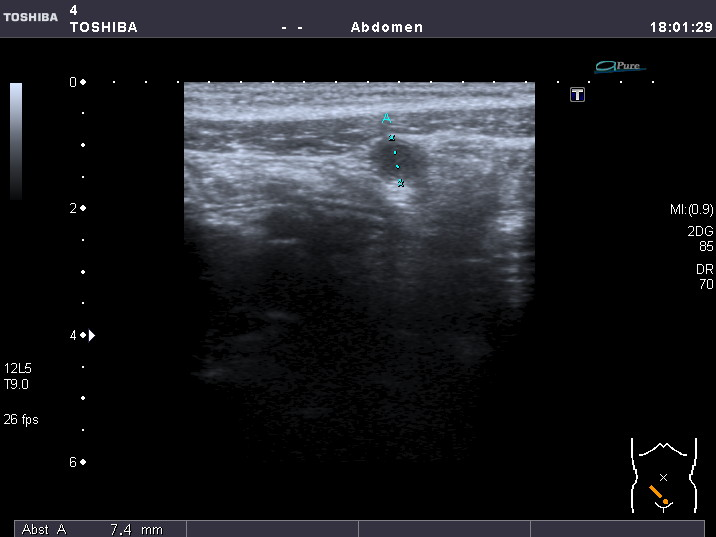 TOSHIBA
4
TOSHIBA - - Abdomen 18:01:29
APure
0
T
A
2
MI:(0.9)
2DG
85
DR
70
4
12L5
T9.0
26 fps
6
Abst A 7.4 mm